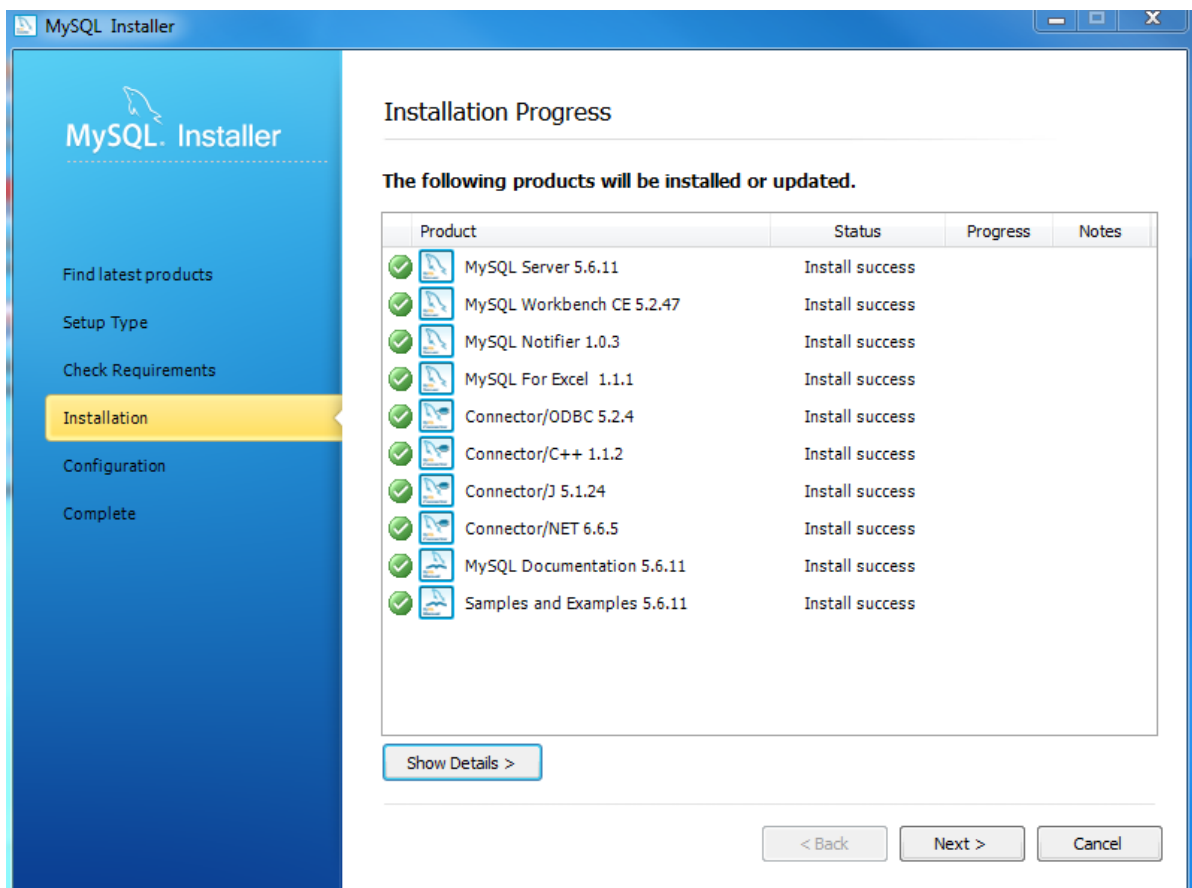 MySQL Installer
MySQL. Installer
Find latest products
Setup Type
Check Requirements
Installation
Configuration
Complete
Installation Progress
The following products will be installed or updated.
Product Status Progress Notes
MySQL Server 5.6.11 Install success
MySQL Workbench CE 5.2.47 Install success
MySQL Notifier 1.0.3 Install success
MySQL For Excel 1.1.1 Install success
Connector/ODBC 5.2.4 Install success
Connector/C++ 1.1.2 Install success
Connector/J 5.1.24 Install success
Connector/NET 6.6.5 Install success
MySQL Documentation 5.6.11 Install success
Samples and Examples 5.6.11 Install success
Show Details >
< Back Next > Cancel